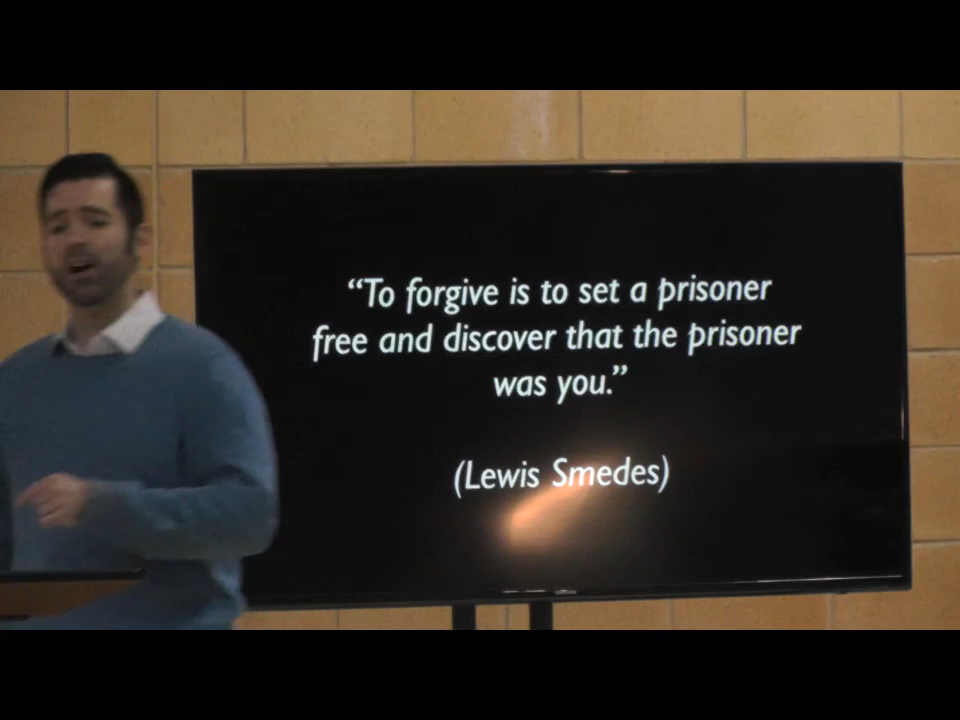 “To forgive is to set a prisoner
free and discover that the prisoner
was you.”
(Lewis Smedes)